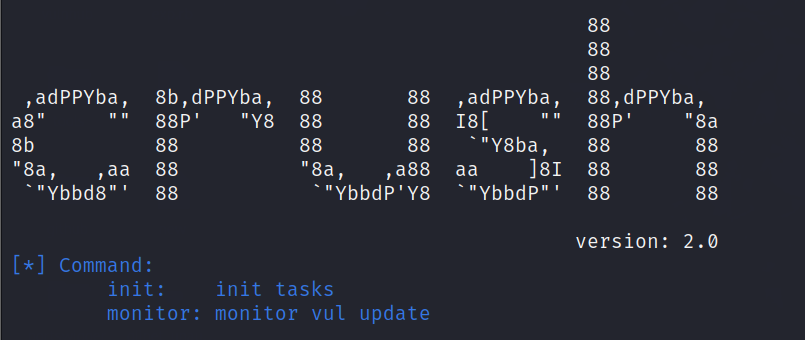 88
                                                88
                                                88
 ,adPPYba,  8b,dPPYba,  88       88  ,adPPYba,  88,dPPYba,
a8"     ""  88P'   "Y8  88       88  I8[    ""  88P'    "8a
8b          88          88       88   `"Y8ba,   88       88
"8a,   ,aa  88          "8a,   ,a88  aa    ]8I  88       88
 `"Ybbd8"'  88           `"YbbdP'Y8  `"YbbdP"'  88       88
                                               version: 2.0
[*] Command:
        init:    init tasks
        monitor: monitor vul update